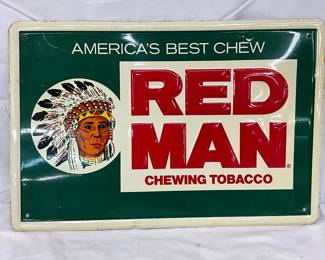 AMERICA'S BEST CHEW
RED
MAN®
CHEWING TOBACCO